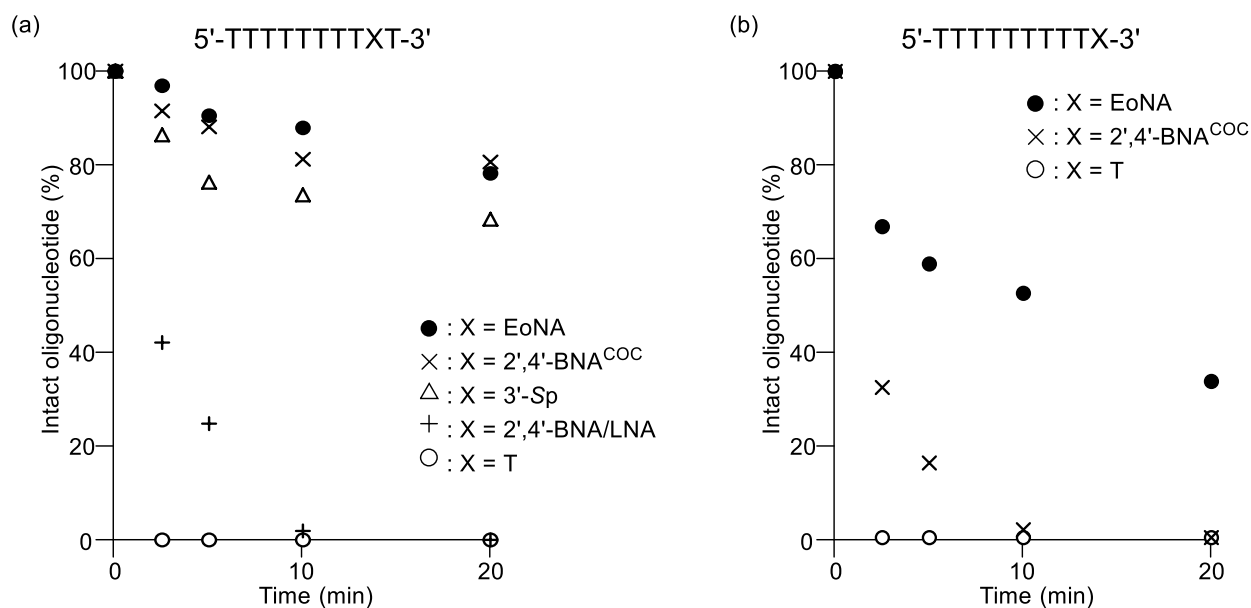 (a)
5'-TTTTTTTTXT-3'
100
80
60
40
20
0
Intact oligonucleotide (%)
: X = EoNA
: X = 2',4'-BNA^COC
: X = 3'-Sp
: X = 2',4'-BNA/LNA
: X = T
0
10
20
Time (min)
(b)
5'-TTTTTTTTTX-3'
100
80
60
40
20
0
Intact oligonucleotide (%)
: X = EoNA
: X = 2',4'-BNA^COC
: X = T
0
10
20
Time (min)